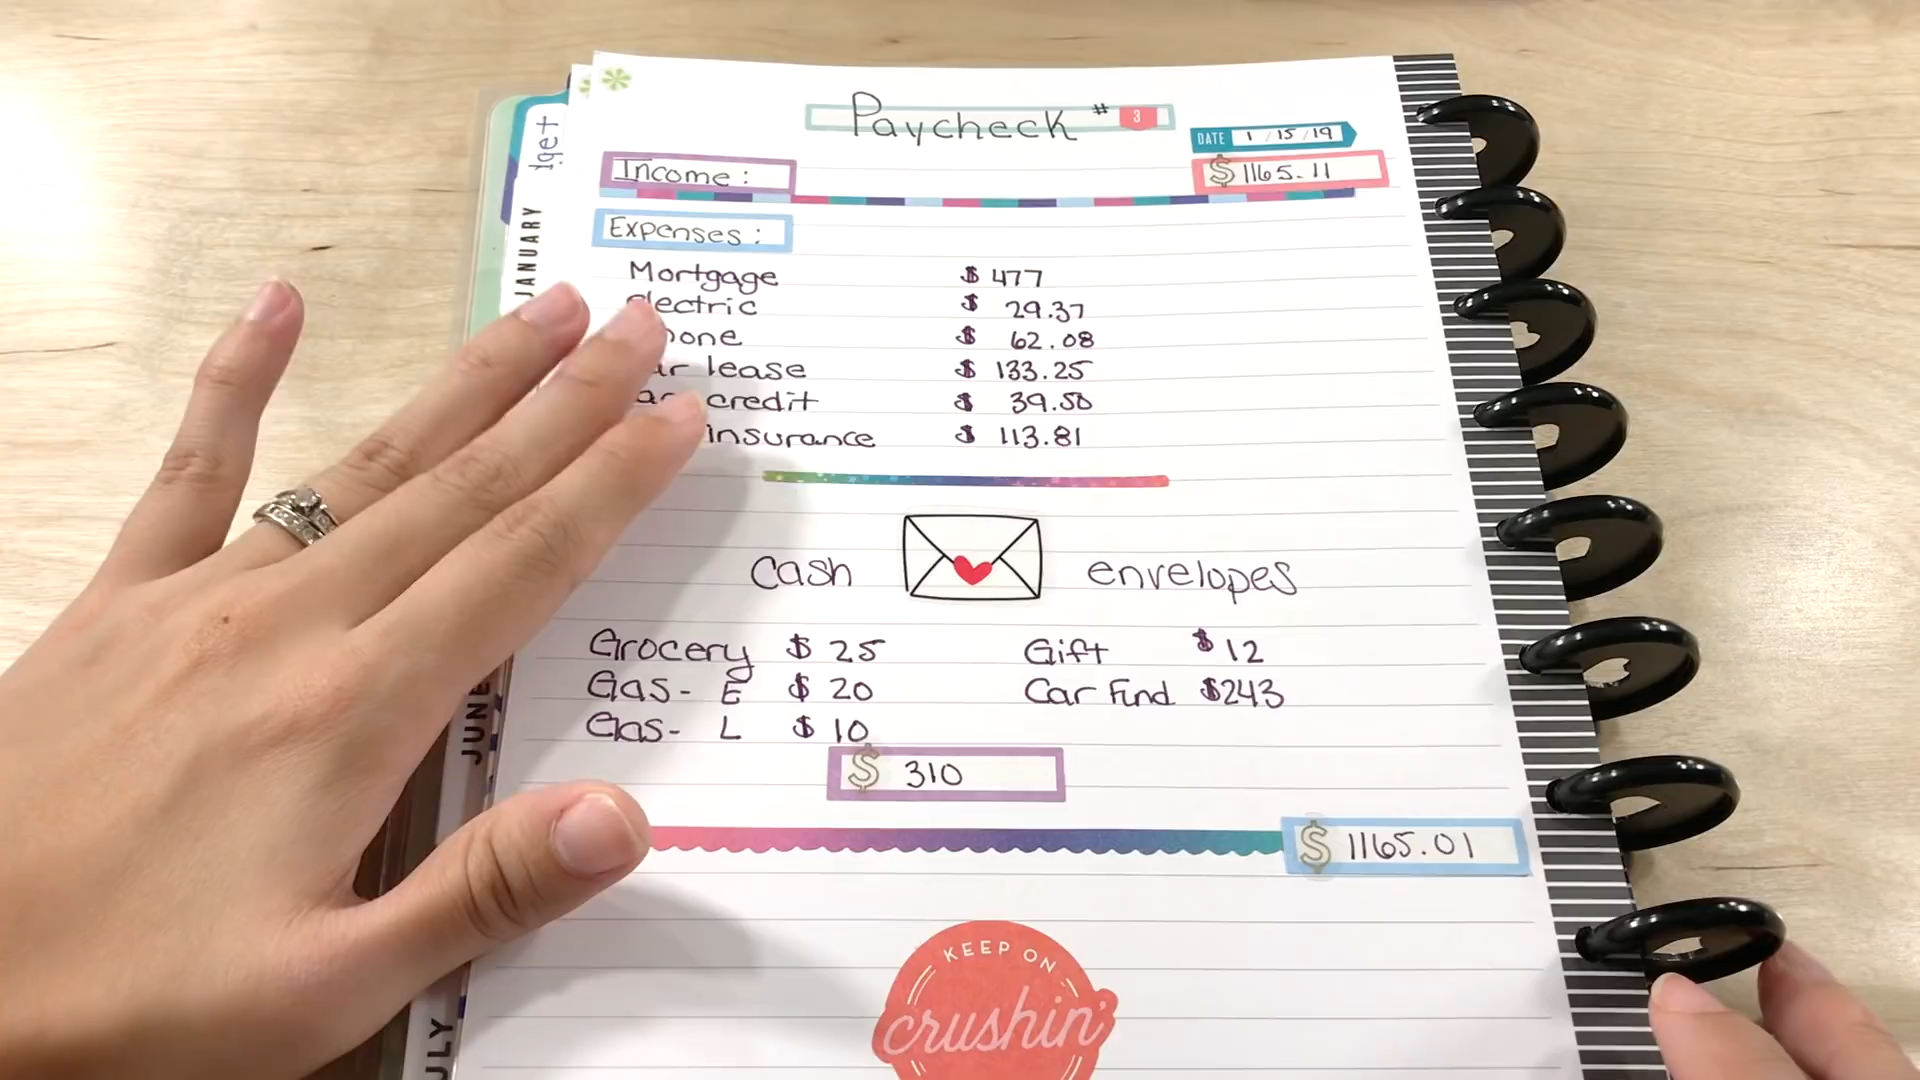 Paycheck # 3
DATE 1/15/19
Income: $1165.11
Expenses:
Mortgage $ 477
electric $ 29.37
$ 62.08
lease $ 133.25
credit $ 39.50
insurance $ 113.81
cash envelopes
Grocery $ 25 Gift $ 12
Gas- E $ 20 Car Fund $243
Gas- L $ 10
$ 310
$ 1165.01
KEEP ON
crushin'
JANUARY
JUNE